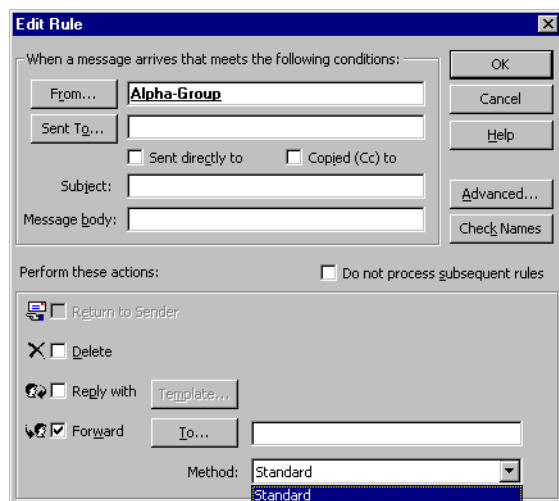 Edit Rule
When a message arrives that meets the following conditions:
From...
Alpha-Group
OK
Sent To...
Cancel
Sent directly to
Copied (Cc) to
Help
Subject:
Advanced...
Message body:
Check Names
Perform these actions:
Do not process subsequent rules
Return to Sender
Delete
Reply with
Template...
Forward
To...
Method:
Standard
Standard